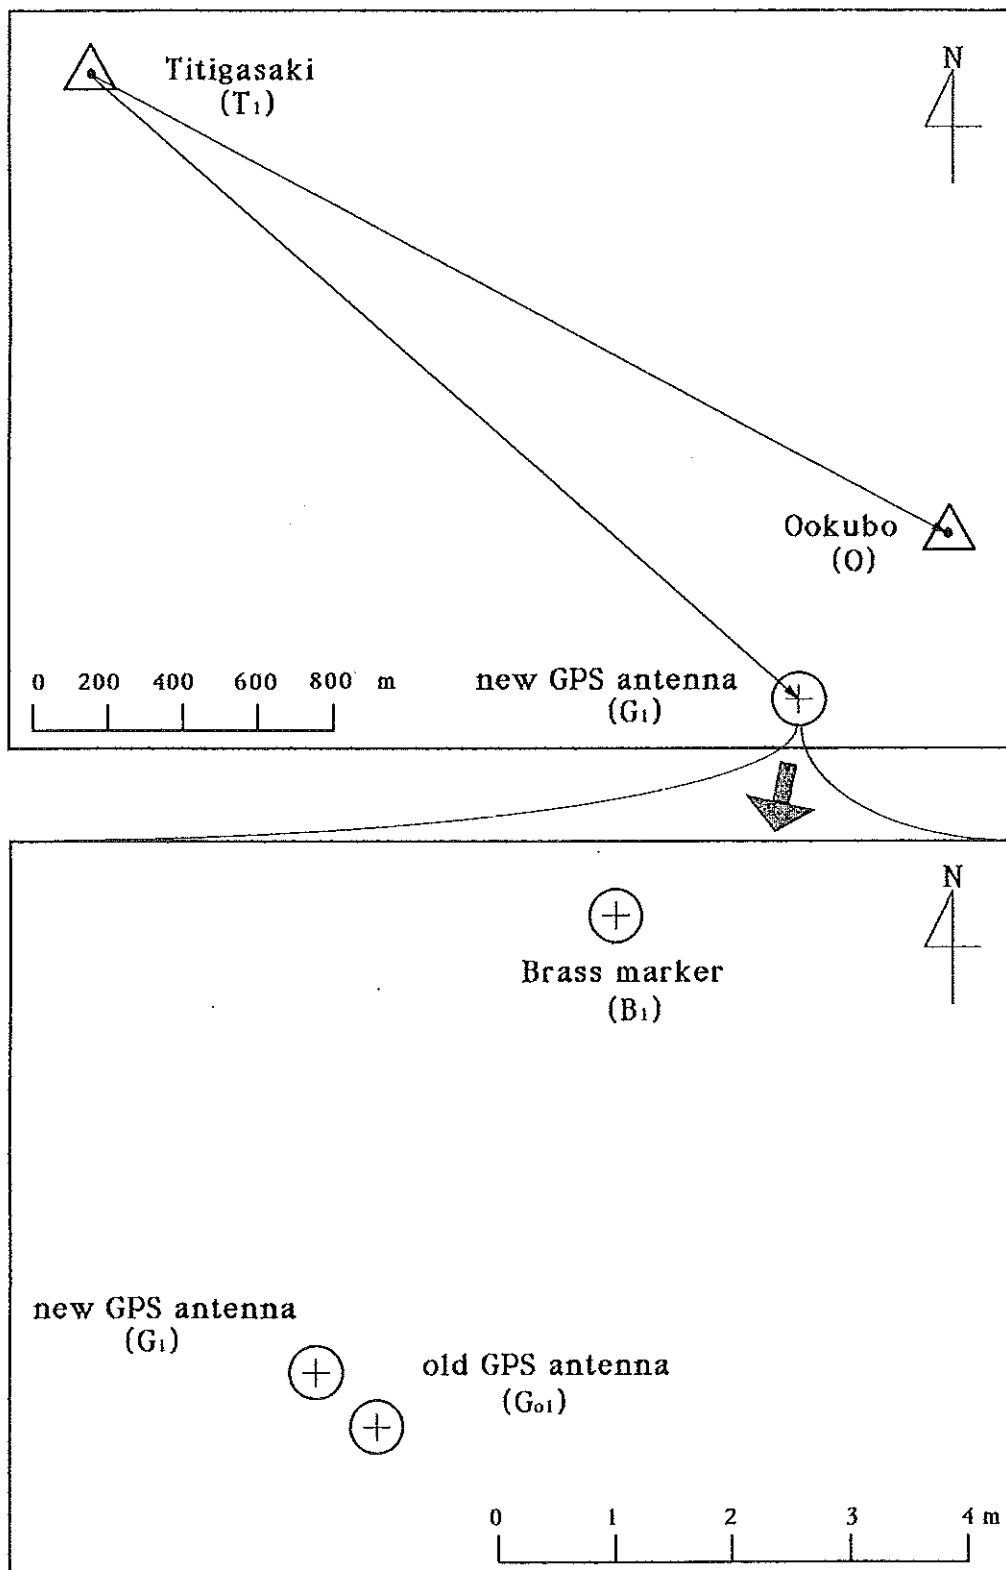 Titigasaki
(T₁)
N
Ookubo
(O)
new GPS antenna
(G₁)
0 200 400 600 800 m
N
Brass marker
(B₁)
new GPS antenna
(G₁)
old GPS antenna
(Gₒ₁)
0 1 2 3 4 m